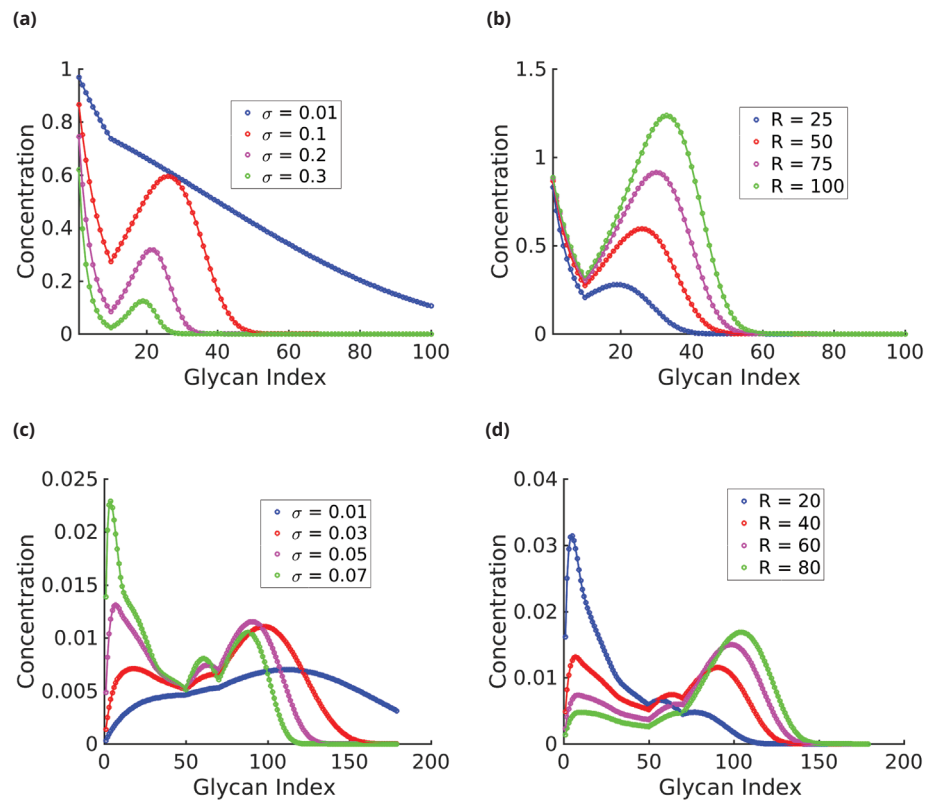 (a)
1
0.8
0.6
0.4
0.2
0
20
40
60
80
100
Concentration
Glycan Index
σ = 0.01
σ = 0.1
σ = 0.2
σ = 0.3
(b)
1.5
1
0.5
0
20
40
60
80
100
Concentration
Glycan Index
R = 25
R = 50
R = 75
R = 100
(c)
0.025
0.02
0.015
0.01
0.005
0
0
50
100
150
200
Concentration
Glycan Index
σ = 0.01
σ = 0.03
σ = 0.05
σ = 0.07
(d)
0.04
0.03
0.02
0.01
0
0
50
100
150
200
Concentration
Glycan Index
R = 20
R = 40
R = 60
R = 80